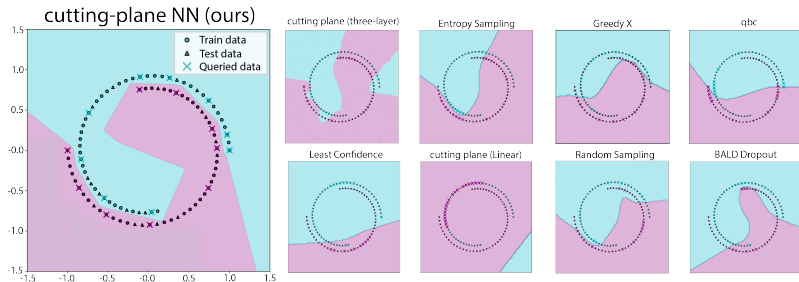 cutting-plane NN (ours)
Train data
Test data
Queried data
1.5
1.0
0.5
-0.0
-0.5
-1.0
-1.5
-1.5
-1.0
-0.5
0.0
0.5
1.0
1.5
cutting plane (three-layer)
Entropy Sampling
Greedy X
qbc
Least Confidence
cutting plane (Linear)
Random Sampling
BALD Dropout